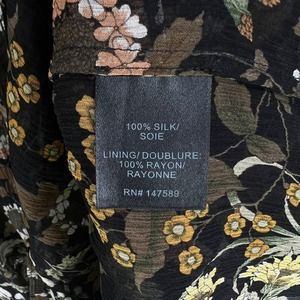 100% SILK/
SOIE
LINING/DOUBLURE:
100% RAYON/
RAYONNE
RN# 147589